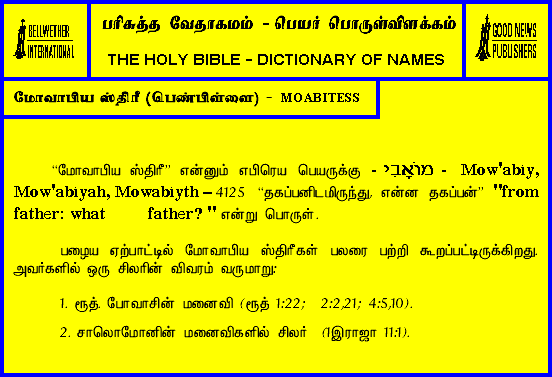 BELLWETHER
INTERNATIONAL
பரிசுத்த வேதாகமம் - பெயர் பொருள்விளக்கம்
THE HOLY BIBLE - DICTIONARY OF NAMES
GOOD NEWS
PUBLISHERS
மோவாபிய ஸ்திரீ (பெண்பிள்ளை) - MOABITESS
“மோவாபிய ஸ்திரீ” என்னும் எபிரெய பெயருக்கு - מוֹאָבִי - Mow'abiy,
Mow'abiyah, Mowabiyth – 4125 “தகப்பனிடமிருந்து, என்ன தகப்பன்” "from
father: what father? " என்று பொருள்.
பழைய ஏற்பாட்டில் மோவாபிய ஸ்திரீகள் பலரை பற்றி கூறப்பட்டிருக்கிறது.
அவர்களில் ஒரு சிலரின் விவரம் வருமாறு:
1. ரூத். போவாசின் மனைவி (ரூத் 1:22; 2:2,21; 4:5,10).
2. சாலொமோனின் மனைவிகளில் சிலர் (1இராஜா 11:1).